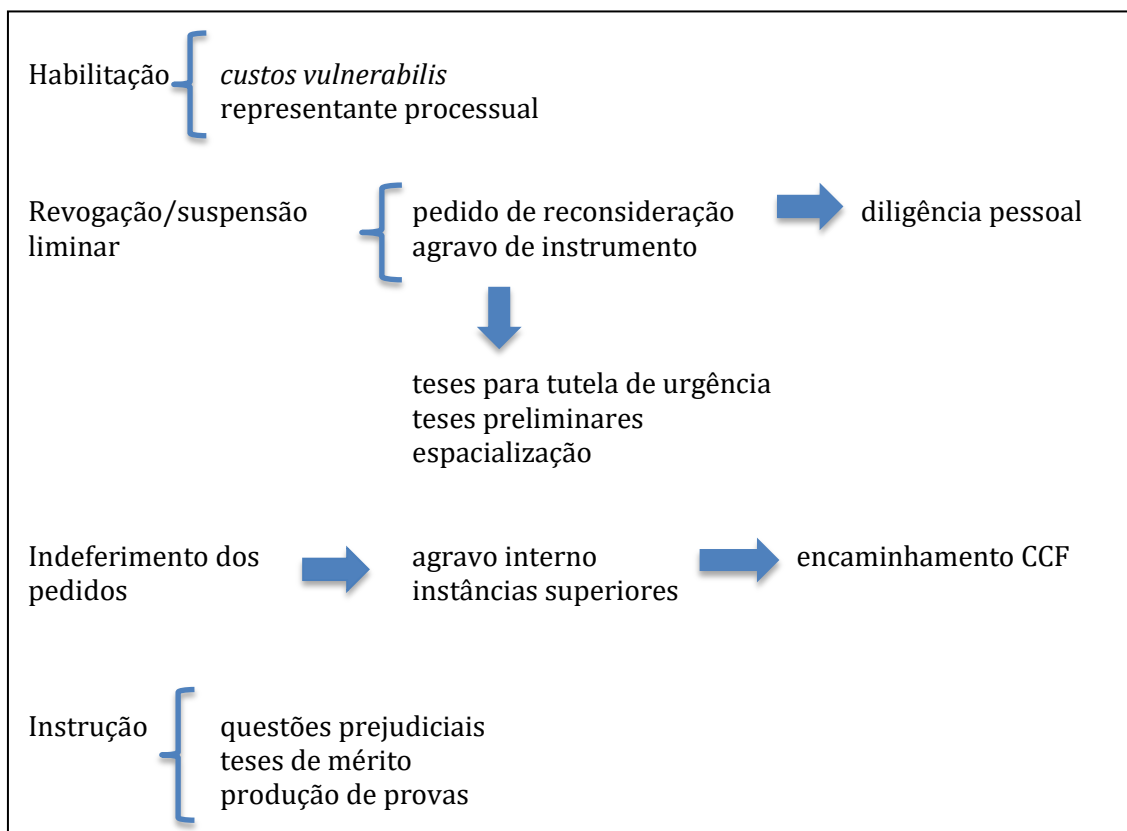 Habilitação
custos vulnerabilis
representante processual
Revogação/suspensão
liminar
pedido de reconsideração
agravo de instrumento
diligência pessoal
teses para tutela de urgência
teses preliminares
espacialização
Indeferimento dos
pedidos
agravo interno
instâncias superiores
encaminhamento CCF
Instrução
questões prejudiciais
teses de mérito
produção de provas